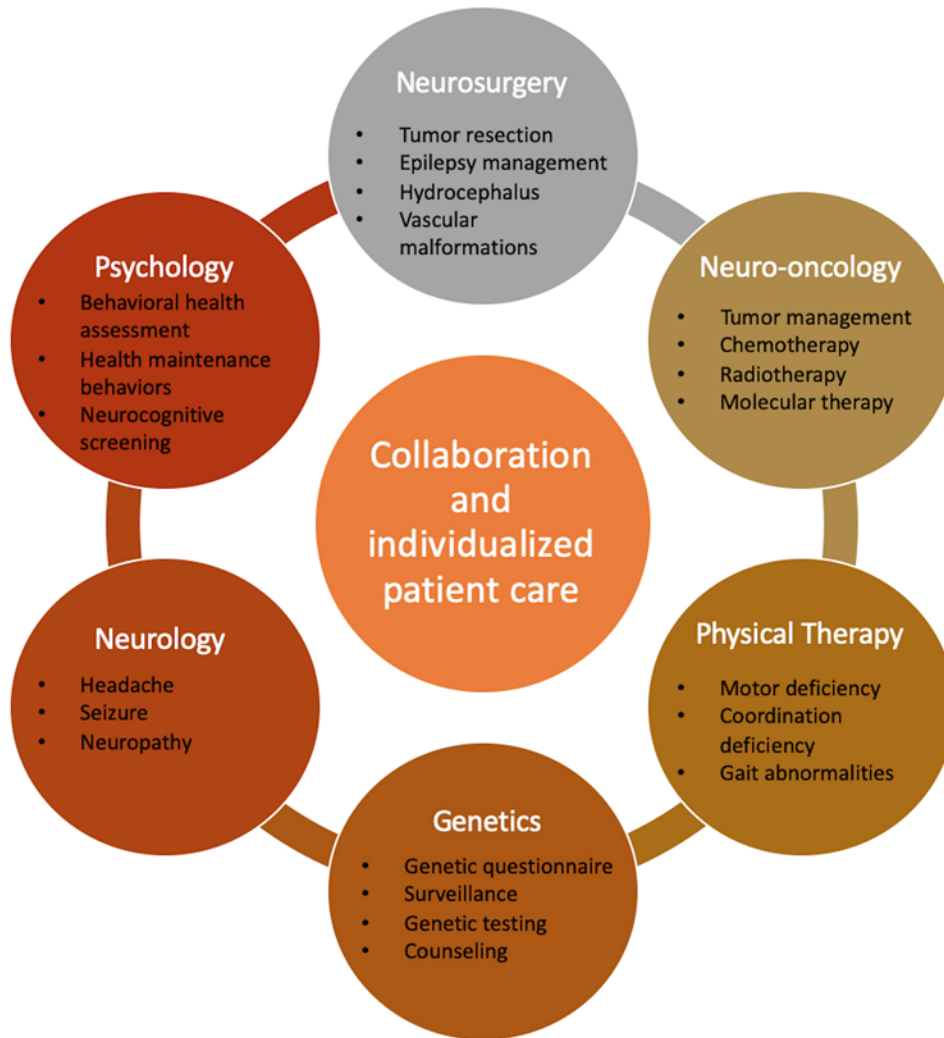 Neurosurgery
• Tumor resection
• Epilepsy management
• Hydrocephalus
• Vascular
malformations
Neuro-oncology
• Tumor management
• Chemotherapy
• Radiotherapy
• Molecular therapy
Physical Therapy
• Motor deficiency
• Coordination
deficiency
• Gait abnormalities
Genetics
• Genetic questionnaire
• Surveillance
• Genetic testing
• Counseling
Neurology
• Headache
• Seizure
• Neuropathy
Psychology
• Behavioral health
assessment
• Health maintenance
behaviors
• Neurocognitive
screening
Collaboration
and
individualized
patient care